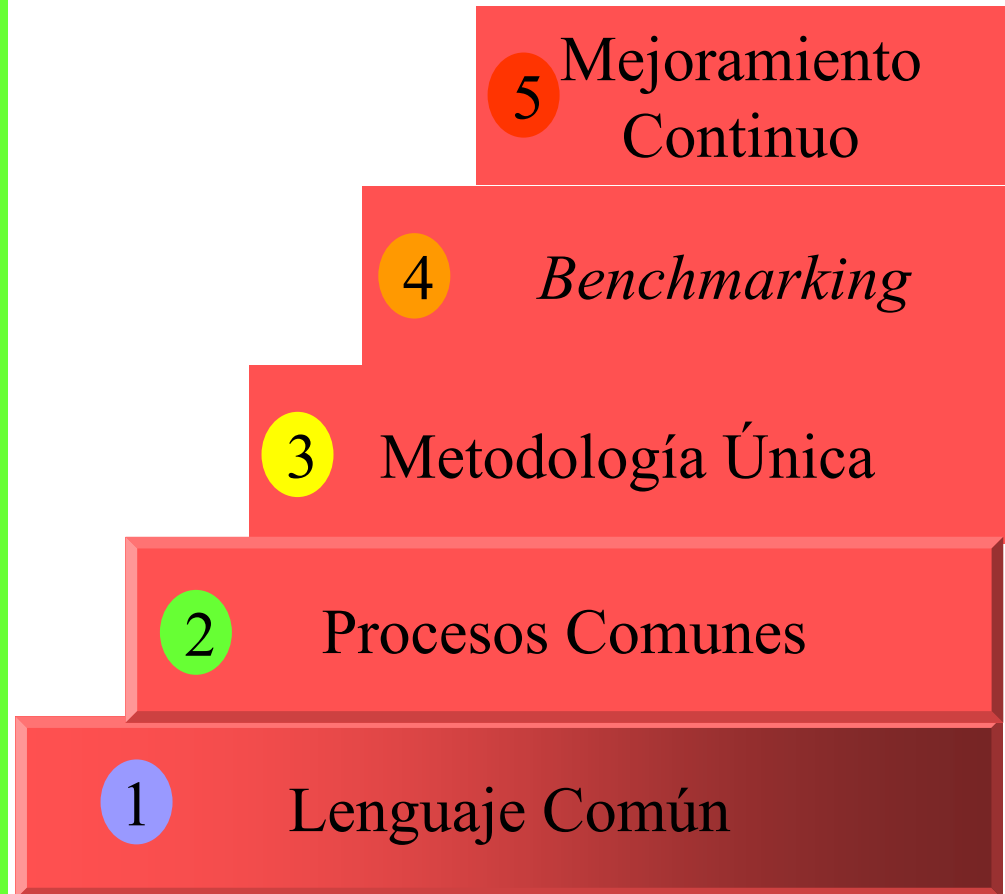 5 Mejoramiento
Continuo
4 Benchmarking
3 Metodología Única
2 Procesos Comunes
1 Lenguaje Común